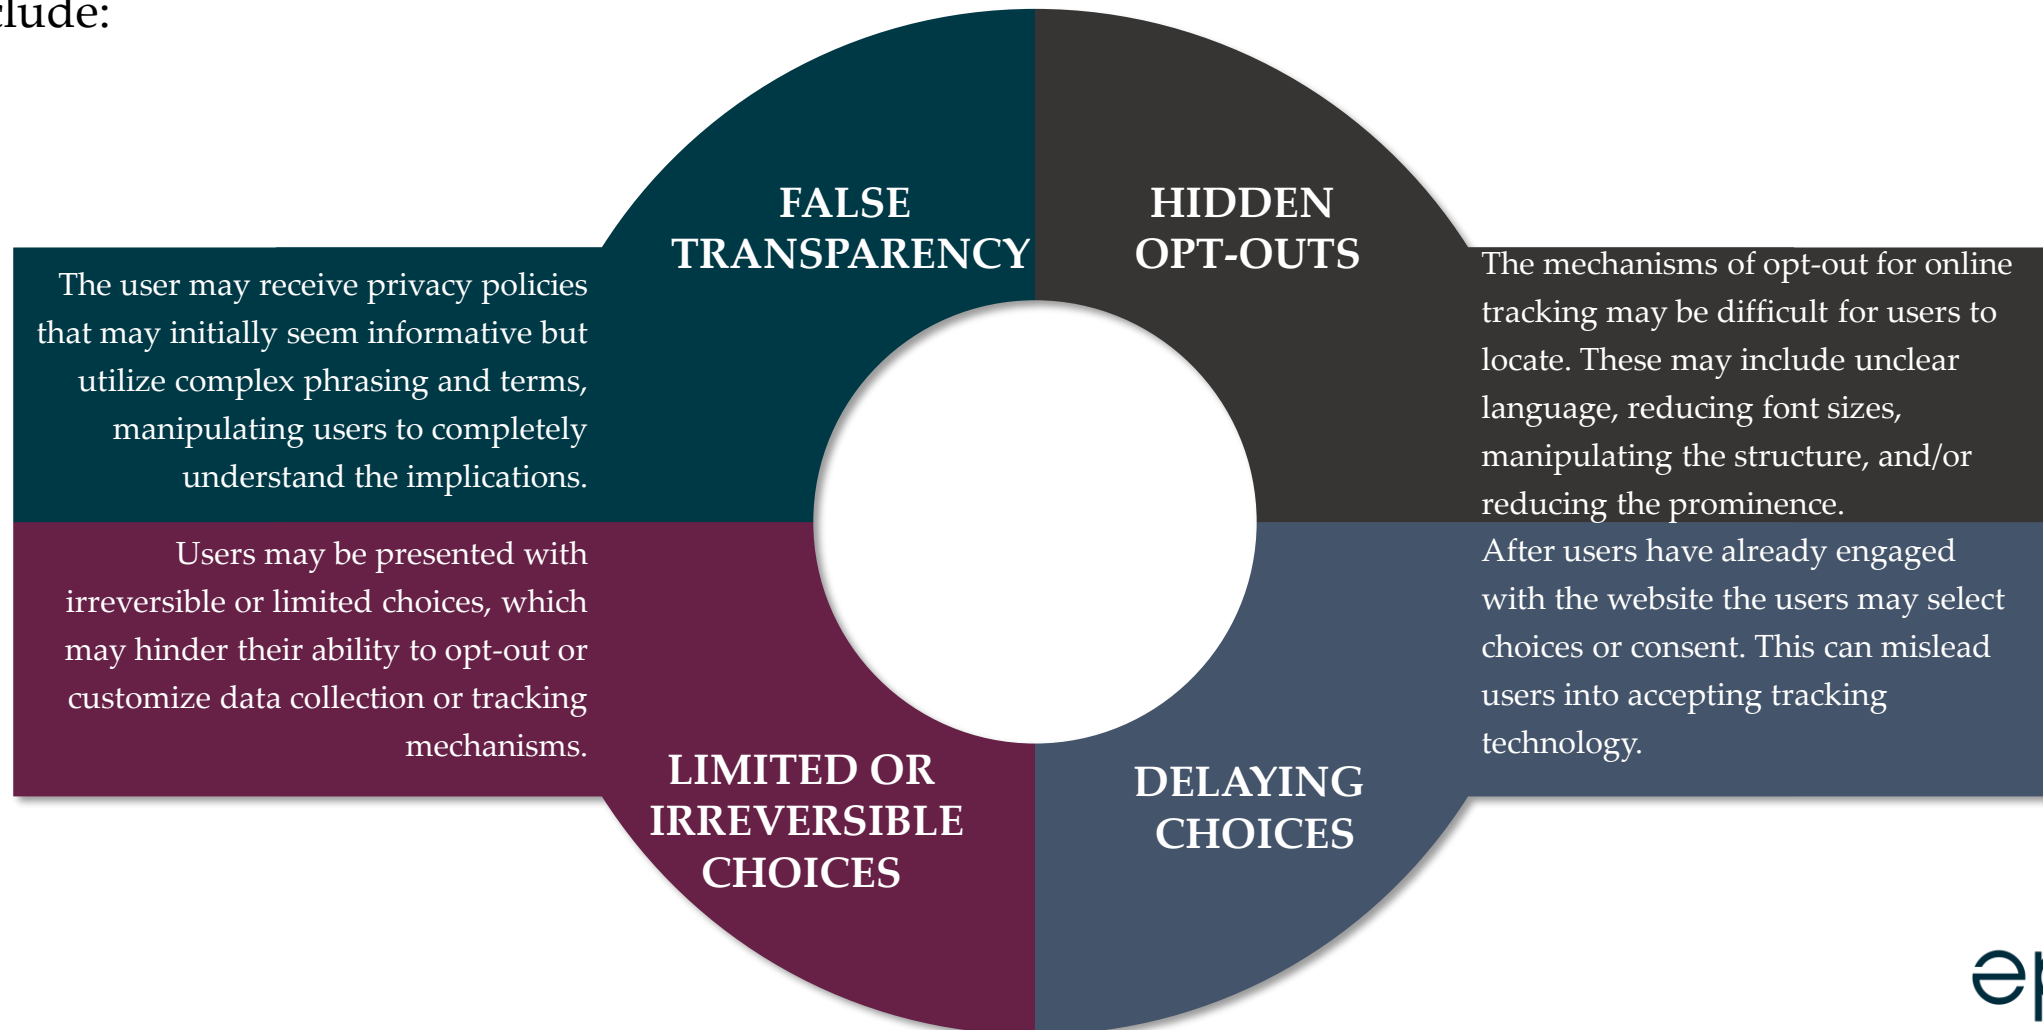 clude:
FALSE
TRANSPARENCY
The user may receive privacy policies
that may initially seem informative but
utilize complex phrasing and terms,
manipulating users to completely
understand the implications.
HIDDEN
OPT-OUTS
The mechanisms of opt-out for online
tracking may be difficult for users to
locate. These may include unclear
language, reducing font sizes,
manipulating the structure, and/or
reducing the prominence.
Users may be presented with
irreversible or limited choices, which
may hinder their ability to opt-out or
customize data collection or tracking
mechanisms.
LIMITED OR
IRREVERSIBLE
CHOICES
After users have already engaged
with the website the users may select
choices or consent. This can mislead
users into accepting tracking
technology.
DELAYING
CHOICES